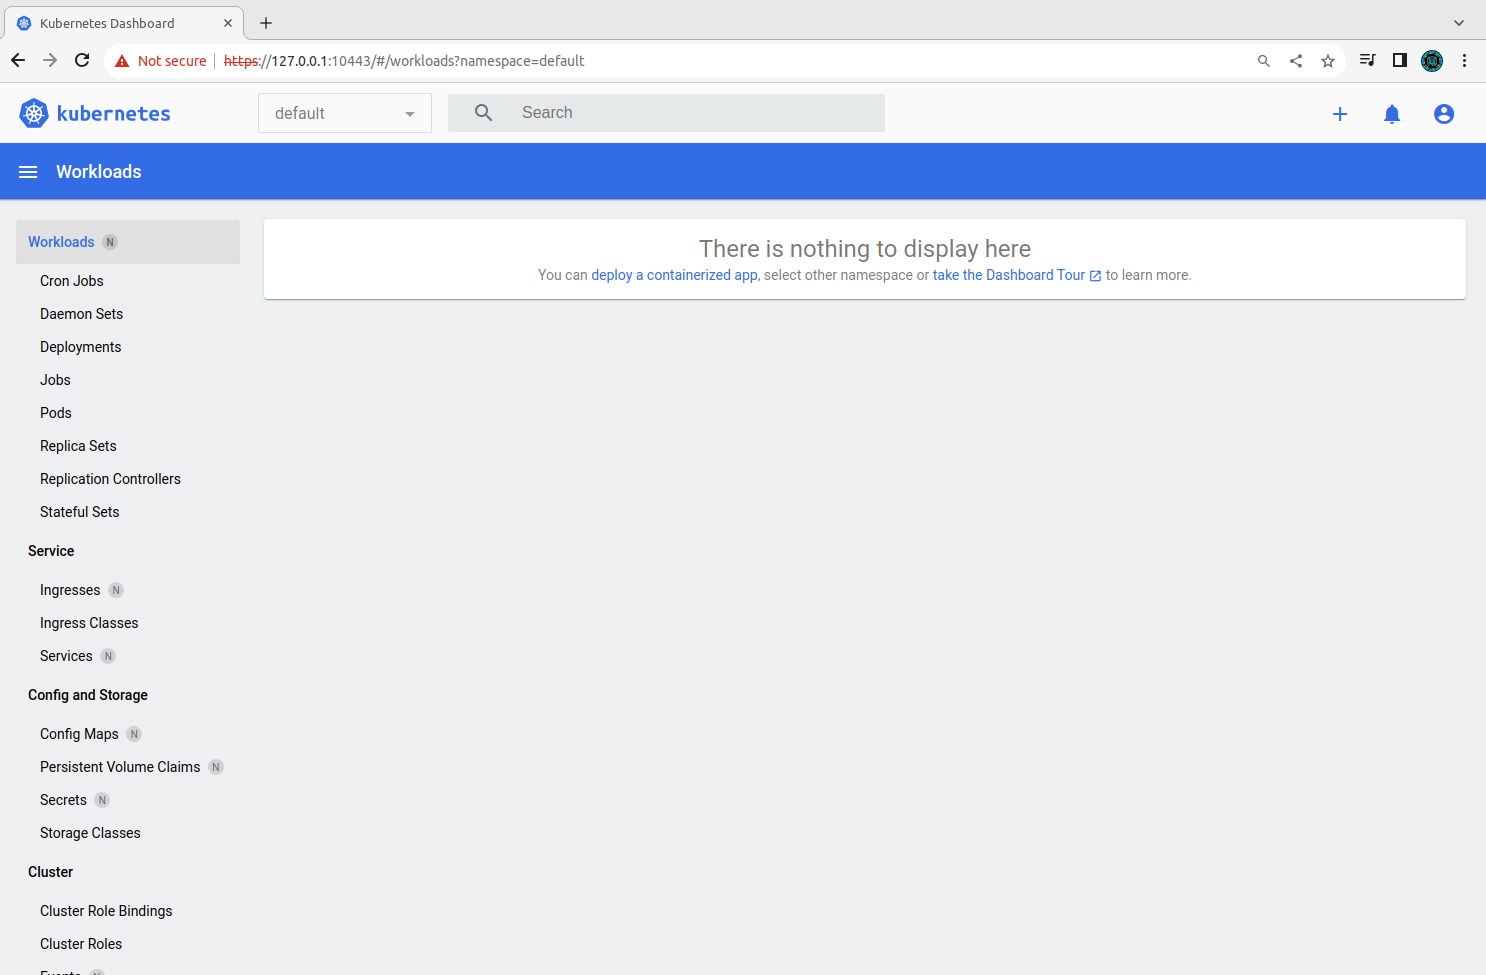 Kubernetes Dashboard
Not secure https://127.0.0.1:10443/#/workloads?namespace=default
kubernetes default Search
Workloads
Workloads N
Cron Jobs
Daemon Sets
Deployments
Jobs
Pods
Replica Sets
Replication Controllers
Stateful Sets
Service
Ingresses N
Ingress Classes
Services N
Config and Storage
Config Maps N
Persistent Volume Claims N
Secrets N
Storage Classes
Cluster
Cluster Role Bindings
Cluster Roles
Events N
There is nothing to display here
You can deploy a containerized app, select other namespace or take the Dashboard Tour to learn more.